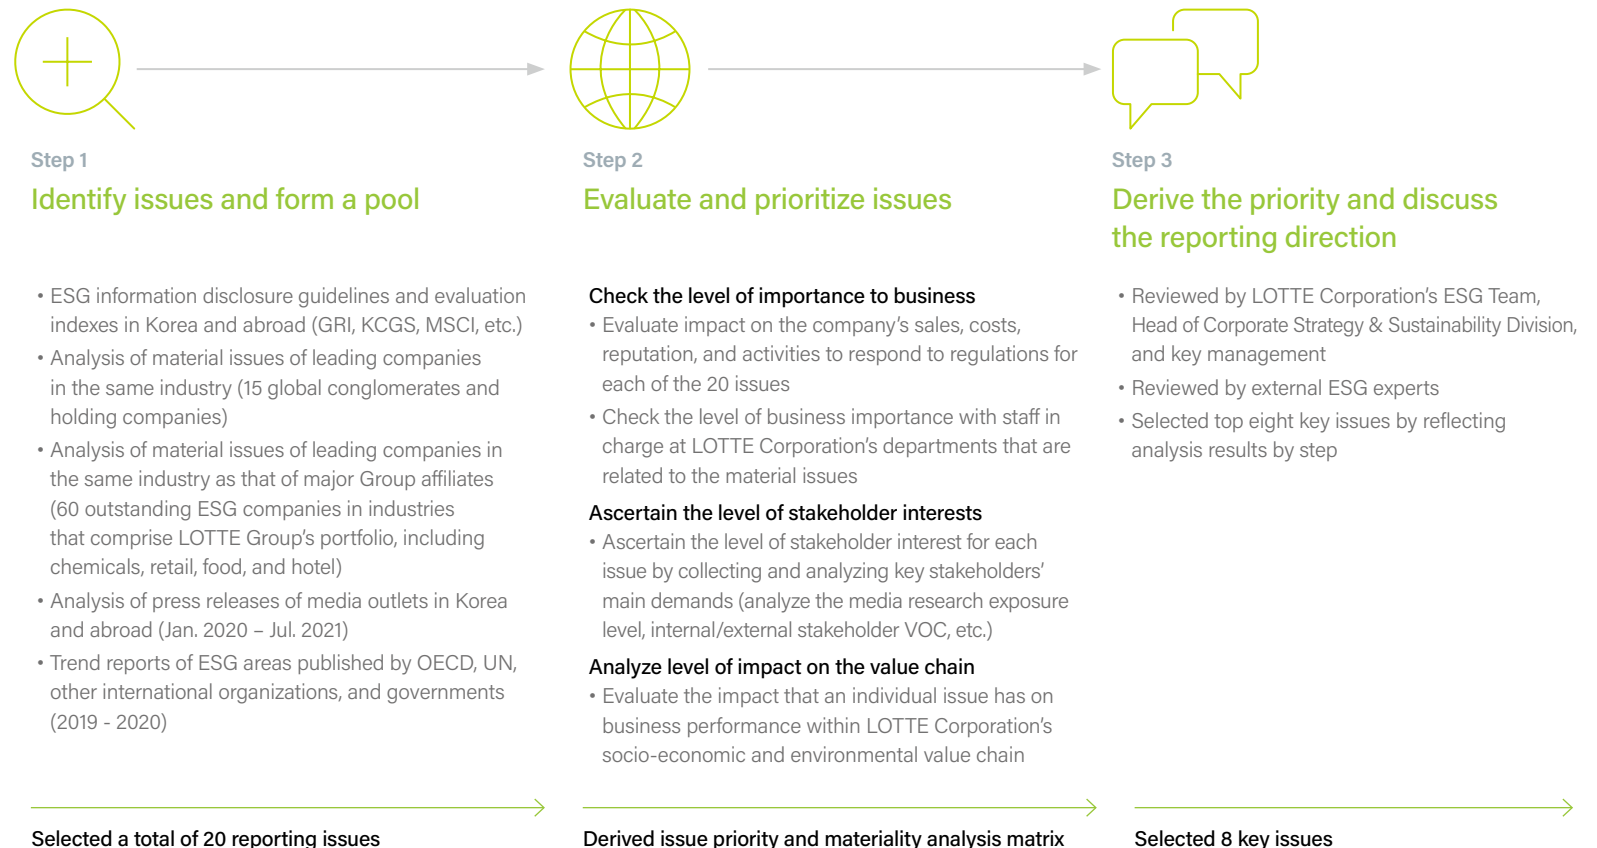 Step 1
Identify issues and form a pool
• ESG information disclosure guidelines and evaluation
indexes in Korea and abroad (GRI, KCGS, MSCI, etc.)
• Analysis of material issues of leading companies
in the same industry (15 global conglomerates and
holding companies)
• Analysis of material issues of leading companies in
the same industry as that of major Group affiliates
(60 outstanding ESG companies in industries
that comprise LOTTE Group's portfolio, including
chemicals, retail, food, and hotel)
• Analysis of press releases of media outlets in Korea
and abroad (Jan. 2020 – Jul. 2021)
• Trend reports of ESG areas published by OECD, UN,
other international organizations, and governments
(2019 - 2020)
Selected a total of 20 reporting issues
Step 2
Evaluate and prioritize issues
Check the level of importance to business
• Evaluate impact on the company's sales, costs,
reputation, and activities to respond to regulations for
each of the 20 issues
• Check the level of business importance with staff in
charge at LOTTE Corporation's departments that are
related to the material issues
Ascertain the level of stakeholder interests
• Ascertain the level of stakeholder interest for each
issue by collecting and analyzing key stakeholders'
main demands (analyze the media research exposure
level, internal/external stakeholder VOC, etc.)
Analyze level of impact on the value chain
• Evaluate the impact that an individual issue has on
business performance within LOTTE Corporation's
socio-economic and environmental value chain
Derived issue priority and materiality analysis matrix
Step 3
Derive the priority and discuss
the reporting direction
• Reviewed by LOTTE Corporation's ESG Team,
Head of Corporate Strategy & Sustainability Division,
and key management
• Reviewed by external ESG experts
• Selected top eight key issues by reflecting
analysis results by step
Selected 8 key issues